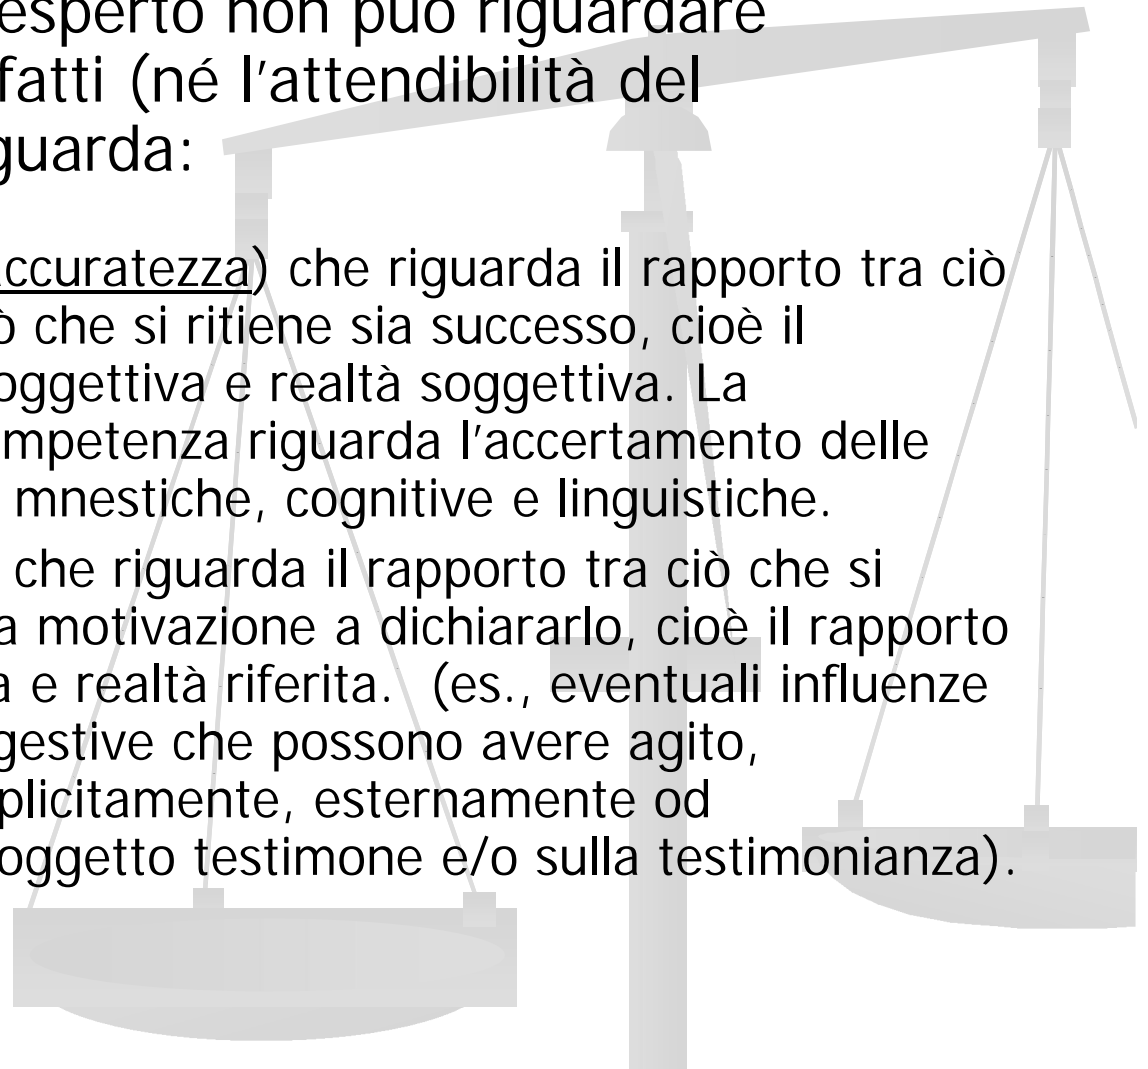 esperto non può riguardare
fatti (né l'attendibilità del
guarda:
ccuratezza) che riguarda il rapporto tra ciò
ò che si ritiene sia successo, cioè il
oggettiva e realtà soggettiva. La
mpetenza riguarda l'accertamento delle
mnestiche, cognitive e linguistiche.
che riguarda il rapporto tra ciò che si
a motivazione a dichiararlo, cioè il rapporto
a e realtà riferita. (es., eventuali influenze
gestive che possono avere agito,
plicitamente, esternamente od
oggetto testimone e/o sulla testimonianza).